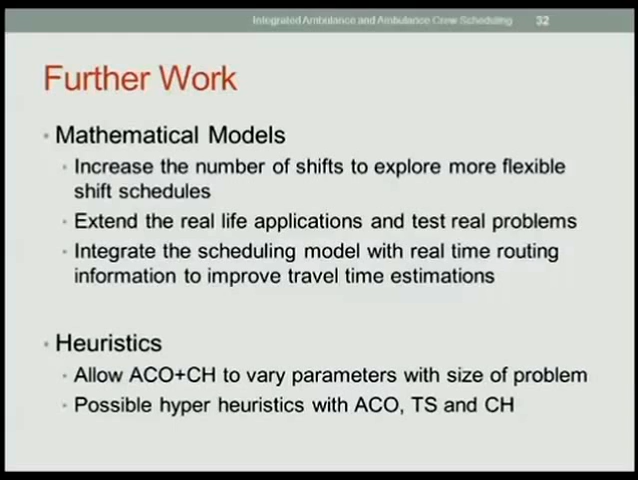 Integrated Ambulance and Ambulance Crew Scheduling 32
Further Work
Mathematical Models
Increase the number of shifts to explore more flexible
shift schedules
Extend the real life applications and test real problems
Integrate the scheduling model with real time routing
information to improve travel time estimations
Heuristics
Allow ACO+CH to vary parameters with size of problem
Possible hyper heuristics with ACO, TS and CH